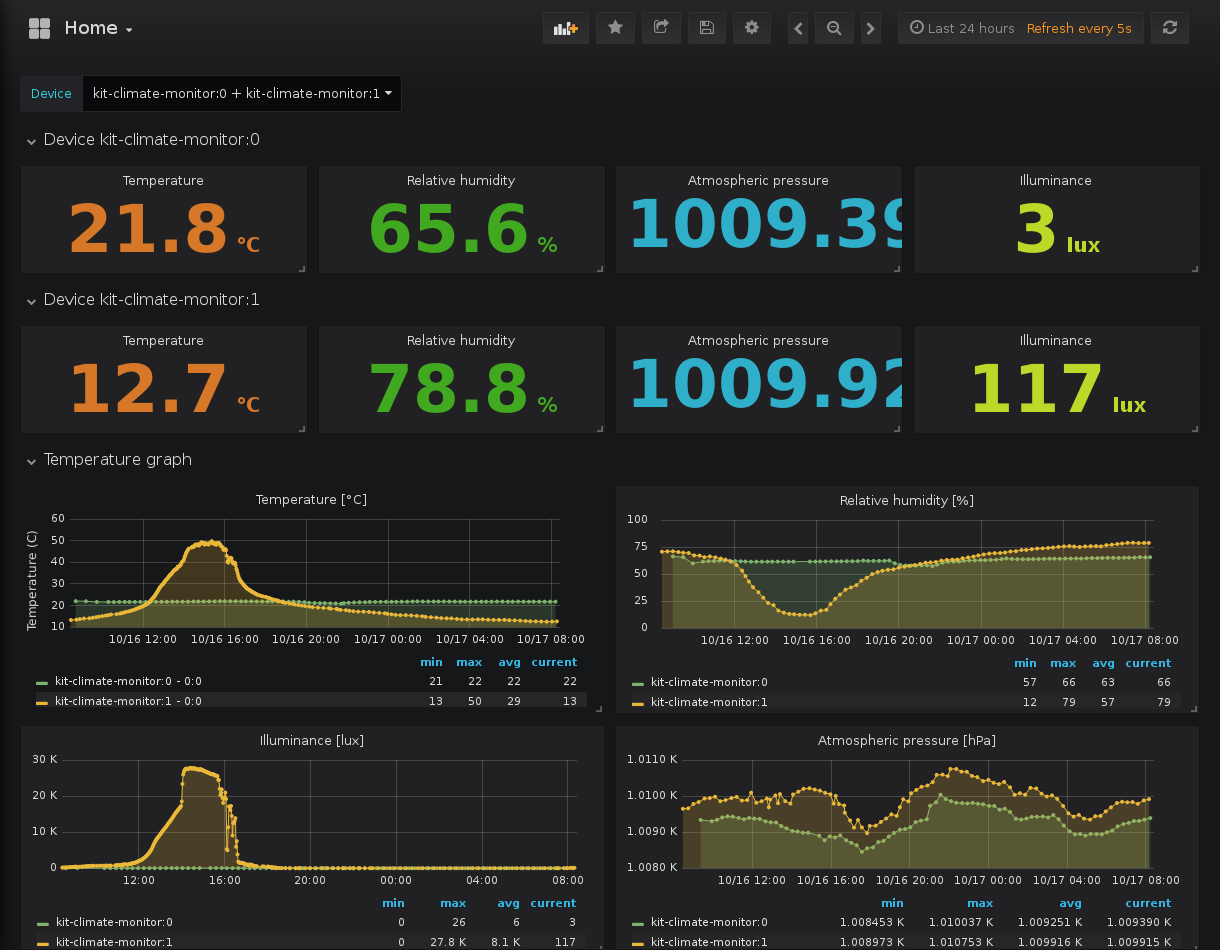 Home
Last 24 hours Refresh every 5s
Device kit-climate-monitor:0 + kit-climate-monitor:1
Device kit-climate-monitor:0
Temperature Relative humidity Atmospheric pressure Illuminance
21.8 °C 65.6 % 1009.39 3 lux
Device kit-climate-monitor:1
Temperature Relative humidity Atmospheric pressure Illuminance
12.7 °C 78.8 % 1009.92 117 lux
Temperature graph
Temperature [°C]
Temperature (C)
60
50
40
30
20
10
10/16 12:00 10/16 16:00 10/16 20:00 10/17 00:00 10/17 04:00 10/17 08:00
min max avg current
kit-climate-monitor:0 - 0:0 21 22 22 22
kit-climate-monitor:1 - 0:0 13 50 29 13
Relative humidity [%]
100
75
50
25
0
10/16 12:00 10/16 16:00 10/16 20:00 10/17 00:00 10/17 04:00 10/17 08:00
min max avg current
kit-climate-monitor:0 57 66 63 66
kit-climate-monitor:1 12 79 57 79
Illuminance [lux]
30 K
20 K
10 K
0
12:00 16:00 20:00 00:00 04:00 08:00
min max avg current
kit-climate-monitor:0 0 26 6 3
kit-climate-monitor:1 0 27.8 K 8.1 K 117
Atmospheric pressure [hPa]
1.0110 K
1.0100 K
1.0090 K
1.0080 K
10/16 12:00 10/16 16:00 10/16 20:00 10/17 00:00 10/17 04:00 10/17 08:00
min max avg current
kit-climate-monitor:0 1.008453 K 1.010037 K 1.009251 K 1.009390 K
kit-climate-monitor:1 1.008973 K 1.010753 K 1.009916 K 1.009915 K